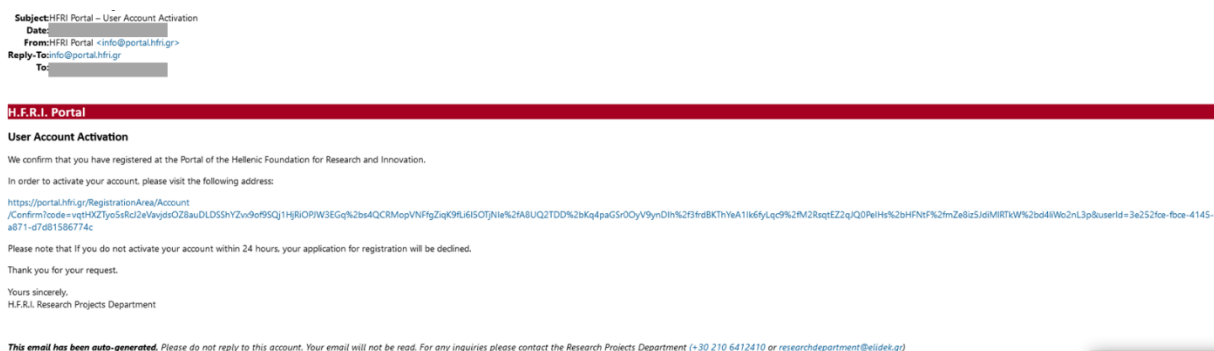 Subject:HFRI Portal – User Account Activation
Date:
From:HFRI Portal <info@portal.hfri.gr>
Reply-To:info@portal.hfri.gr
To:
H.F.R.I. Portal
User Account Activation
We confirm that you have registered at the Portal of the Hellenic Foundation for Research and Innovation.
In order to activate your account, please visit the following address:
https://portal.hfri.gr/RegistrationArea/Account
a871-d7d81586774c
Please note that If you do not activate your account within 24 hours, your application for registration will be declined.
Thank you for your request.
Yours sincerely,
H.F.R.I. Research Projects Department
This email has been auto-generated. Please do not reply to this account. Your email will not be read. For any inquiries please contact the Research Projects Department (+30 210 6412410 or researchdepartment@elidek.gr)